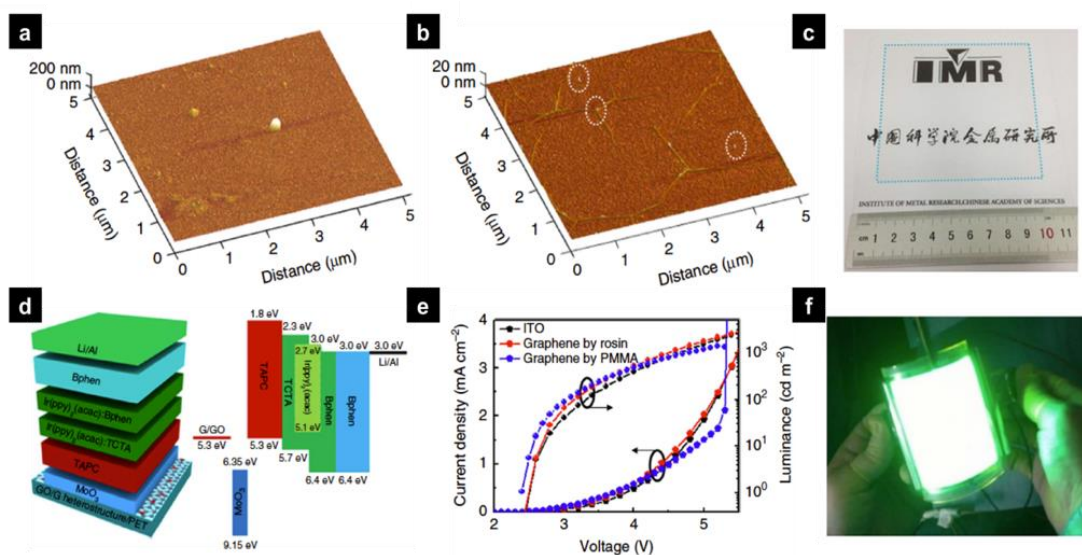 a
200 nm
0 nm
5
4
3
2
1
0
Distance (μm)
0
1
2
3
4
5
Distance (μm)
b
20 nm
0 nm
5
4
3
2
1
0
Distance (μm)
0
1
2
3
4
5
Distance (μm)
c
IMR
中国科学院金属研究所
INSTITUTE OF METAL RESEARCH,CHINESE ACADEMY OF SCIENCES
cm 1 2 3 4 5 6 7 8 9 10 11
d
Li/Al
Bphen
Ir(ppy)2(acac):Bphen
Ir(ppy)2(acac):TCTA
TAPC
MoO3
GO/G heterostructure/PET
G/GO
5.3 eV
6.35 eV
MoO3
9.15 eV
1.8 eV
TAPC
5.3 eV
2.3 eV
TCTA
5.7 eV
2.7 eV
Ir(ppy)2(acac)
5.1 eV
3.0 eV
Bphen
6.4 eV
3.0 eV
Bphen
6.4 eV
3.0 eV
Li/Al
e
ITO
Graphene by rosin
Graphene by PMMA
Current density (mA cm⁻²)
4
3
2
1
0
2
3
4
5
Voltage (V)
10³
10²
10¹
10⁰
Luminance (cd m⁻²)
f